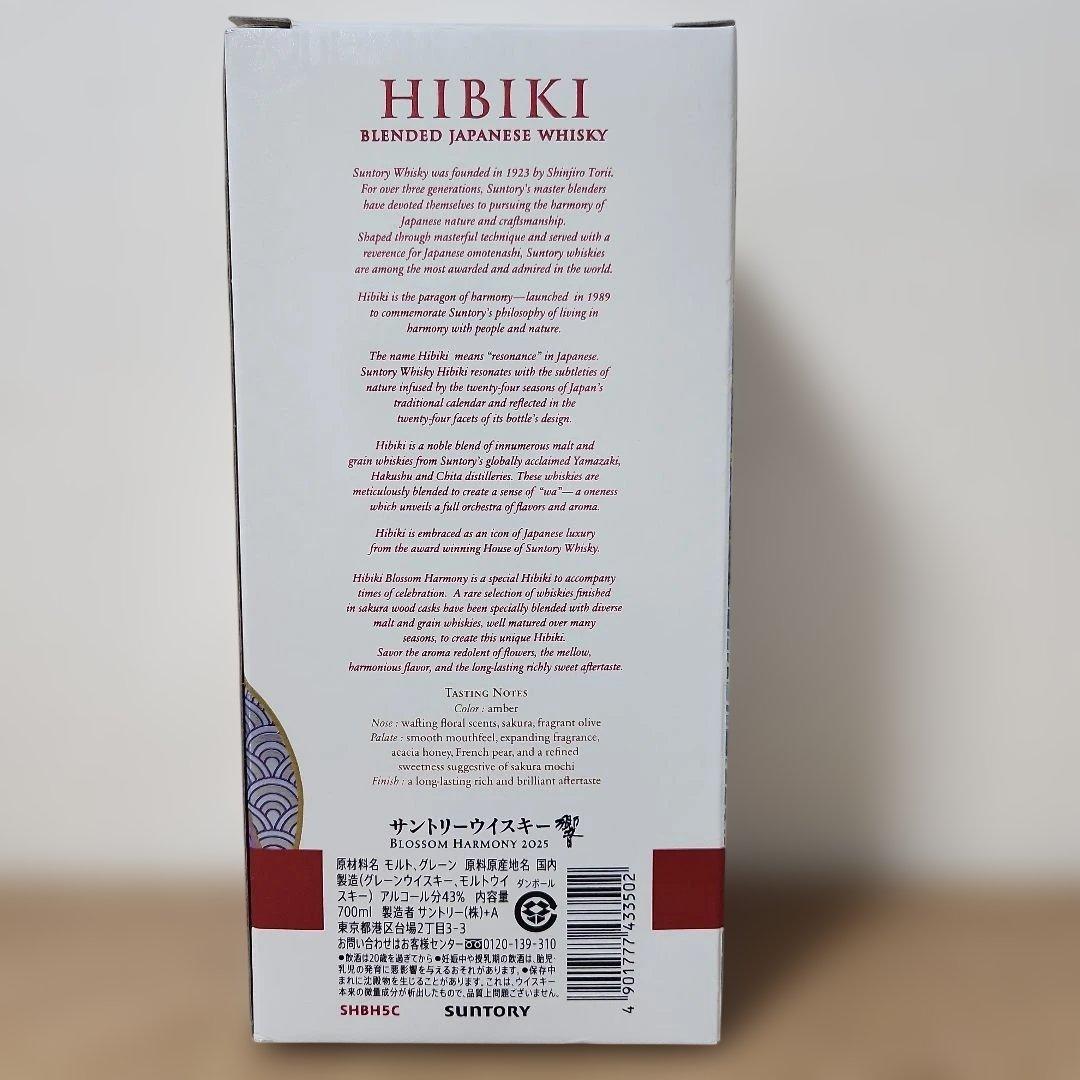 HIBIKI
BLENDED JAPANESE WHISKY
Suntory Whisky was founded in 1923 by Shinjiro Torii.
For over three generations, Suntory's master blenders
have devoted themselves to pursuing the harmony of
Japanese nature and craftsmanship.
Shaped through masterful technique and served with a
reverence for Japanese omotenashi, Suntory whiskies
are among the most awarded and admired in the world.
Hibiki is the paragon of harmony—launched in 1989
to commemorate Suntory's philosophy of living in
harmony with people and nature.
The name Hibiki means “resonance” in Japanese.
Suntory Whisky Hibiki resonates with the subtleties of
nature infused by the twenty-four seasons of Japan's
traditional calendar and reflected in the
twenty-four facets of its bottle's design.
Hibiki is a noble blend of innumerous malt and
grain whiskies from Suntory's globally acclaimed Yamazaki,
Hakushu and Chita distilleries. These whiskies are
meticulously blended to create a sense of “wa”— a oneness
which unveils a full orchestra of flavors and aroma.
Hibiki is embraced as an icon of Japanese luxury
from the award winning House of Suntory Whisky.
Hibiki Blossom Harmony is a special Hibiki to accompany
times of celebration. A rare selection of whiskies finished
in sakura wood casks have been specially blended with diverse
malt and grain whiskies, well matured over many
seasons, to create this unique Hibiki.
Savor the aroma redolent of flowers, the mellow,
harmonious flavor, and the long-lasting richly sweet aftertaste.
TASTING NOTES
Color : amber
Nose : wafting floral scents, sakura, fragrant olive
Palate : smooth mouthfeel, expanding fragrance,
acacia honey, French pear, and a refined
sweetness suggestive of sakura mochi
Finish : a long-lasting rich and brilliant aftertaste
サントリーウイスキー 響
BLOSSOM HARMONY 2025
原材料名 モルト、グレーン 原料原産地名 国内
製造(グレーンウイスキー、モルトウイ
スキー) アルコール分43% 内容量
700ml 製造者 サントリー(株)+A
東京都港区台場2丁目3-3
お問い合わせはお客様センター 0120-139-310
ダンボール
●飲酒は20歳を過ぎてから ●妊娠中や授乳期の飲酒は、胎児・
乳児の発育に悪影響を与えるおそれがあります。●保存中
まれに沈殿物を生じることがあります。これは、ウイスキー
本来の微量成分が析出したもので、品質上問題ございません。
SHBH5C SUNTORY
4 901777 433502